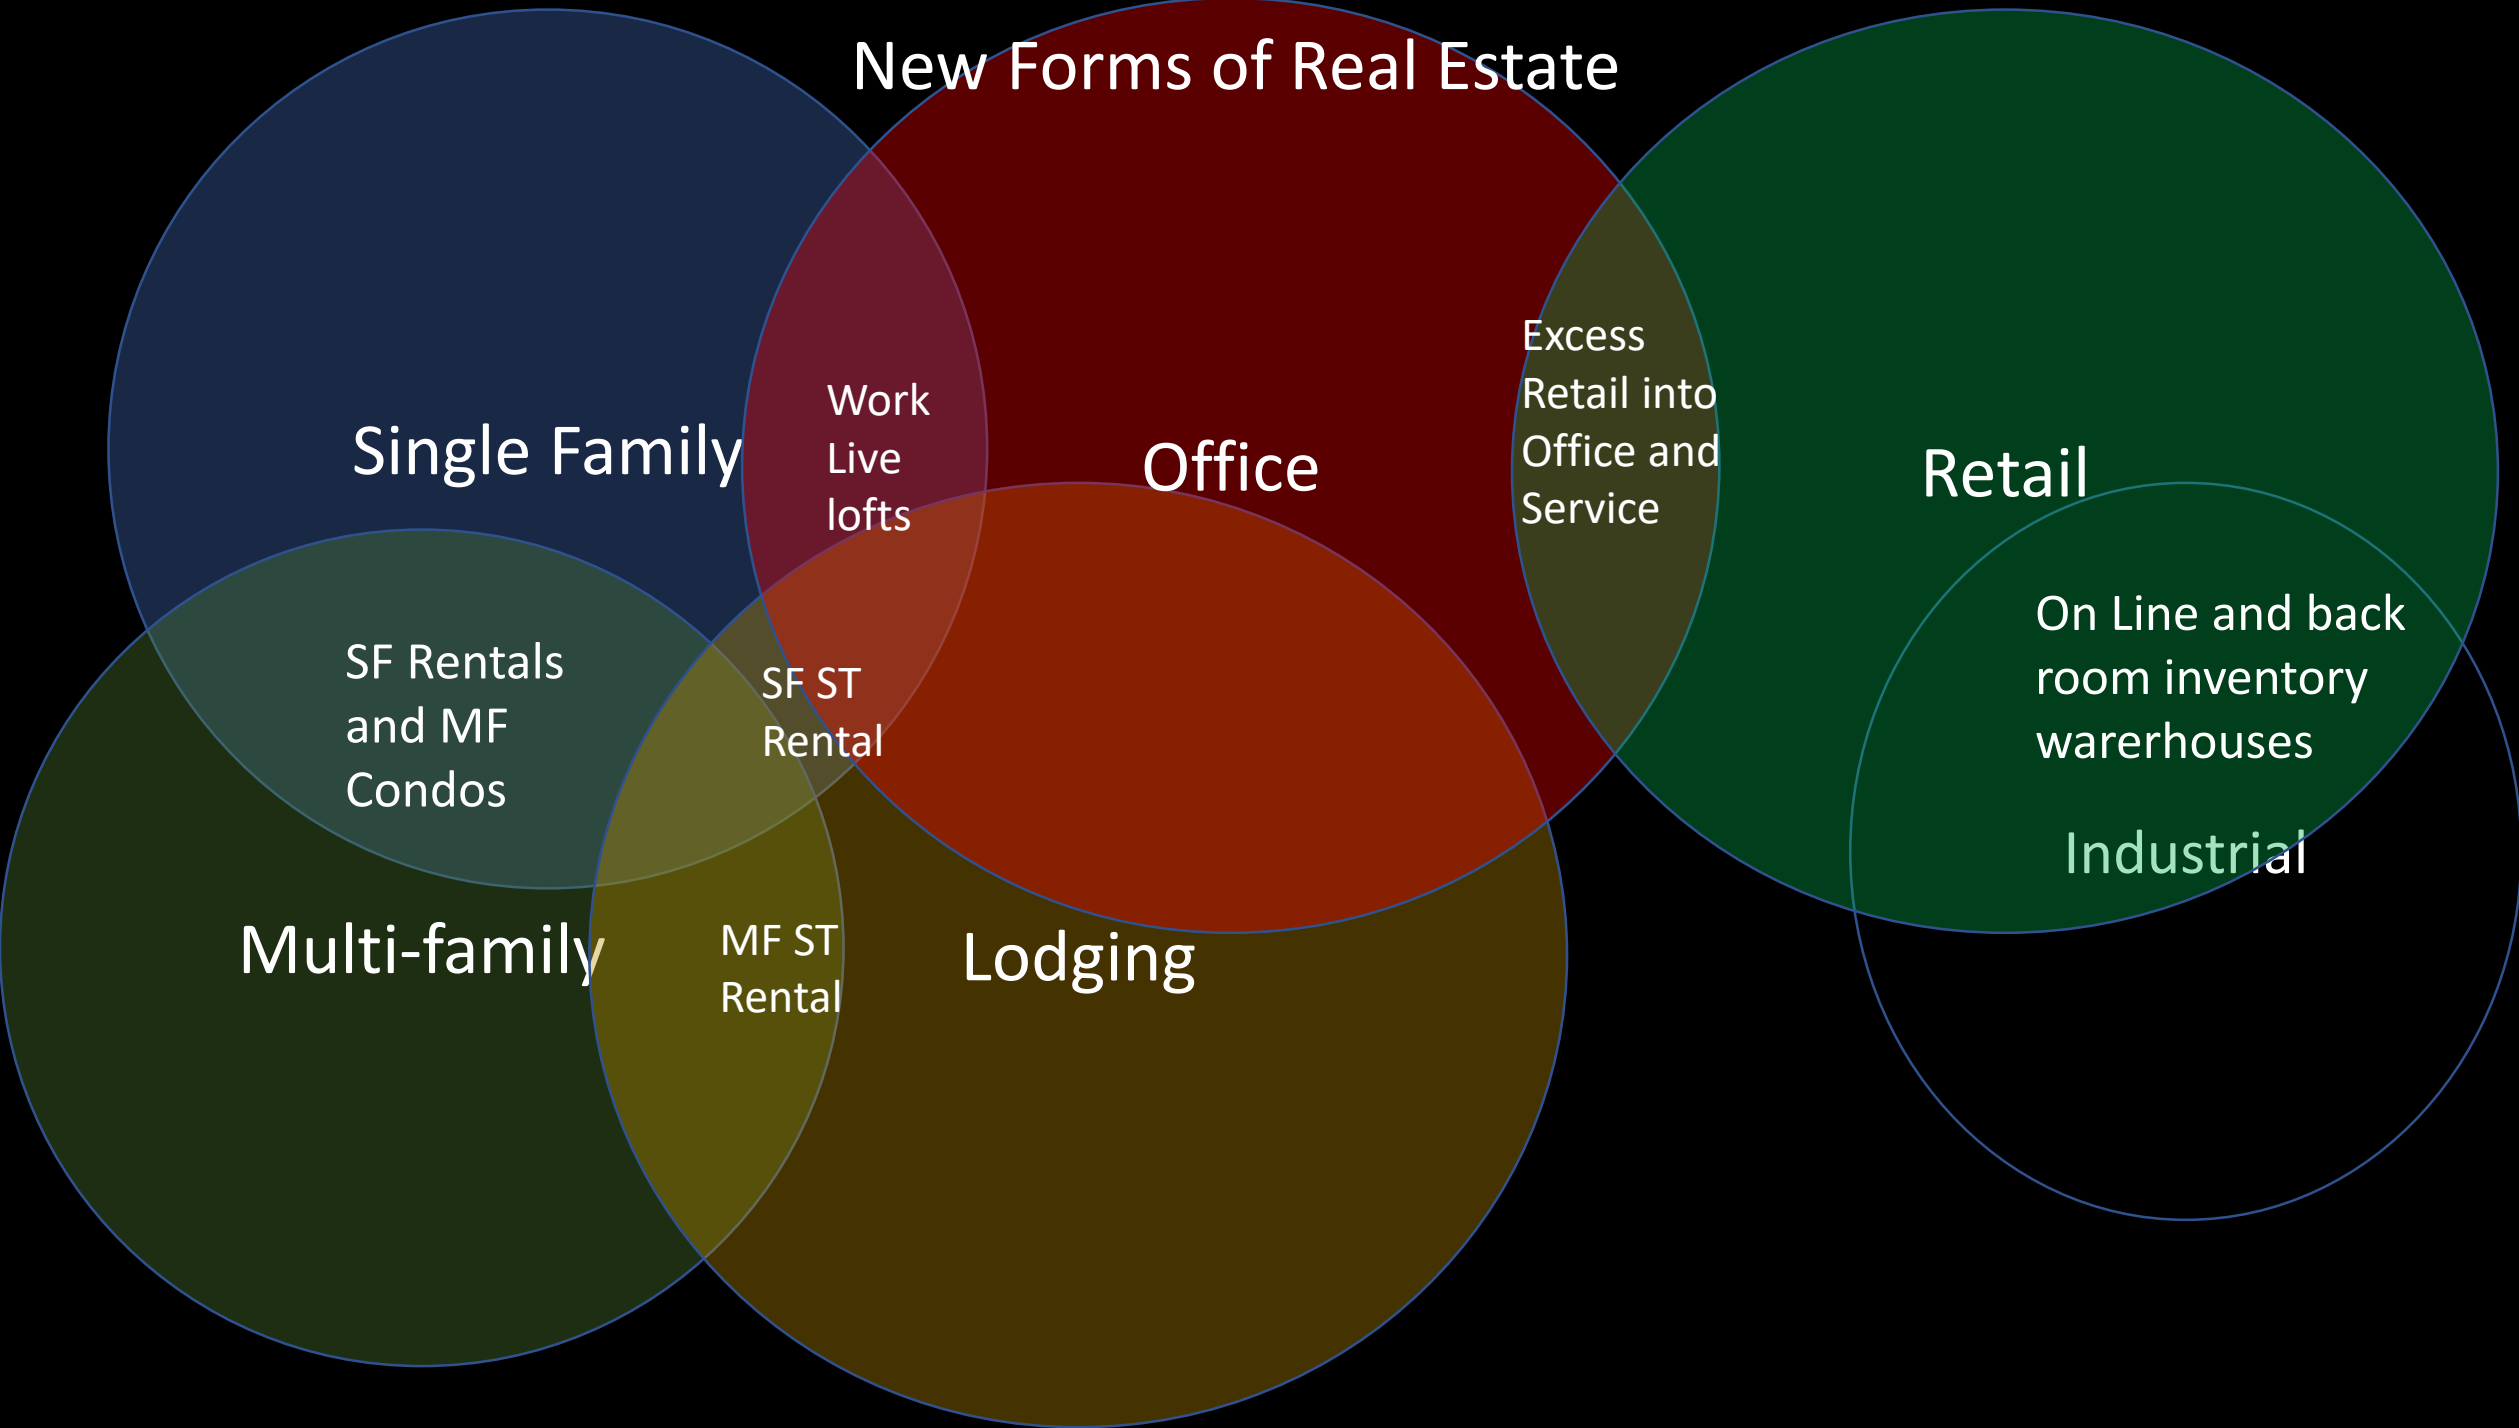 New Forms of Real Estate
Single Family
Work
Live
lofts
Office
Excess
Retail into
Office and
Service
Retail
SF Rentals
and MF
Condos
SF ST
Rental
On Line and back
room inventory
warerhouses
Industrial
Multi-family
MF ST
Rental
Lodging